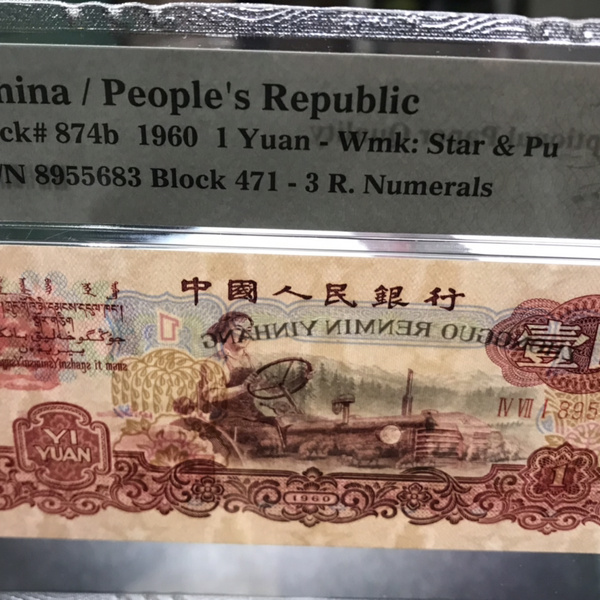 hina / People's Republic
ck# 874b 1960 1 Yuan - Wmk: Star & Pu
/N 8955683 Block 471 - 3 R. Numerals
中國人民銀行
ZHONGGUO RENMIN YINHANG
壹
IV VII I 895
YI
YUAN
1960
1